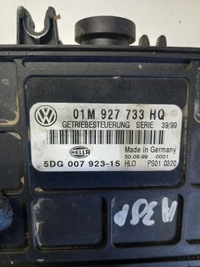 01M 927 733 HQ
GETRIEBESTEUERUNG SERIE 39/99
HELLA
Made in Germany
30.09.99 0001
5DG 007 923-15 HLO PS01 0320